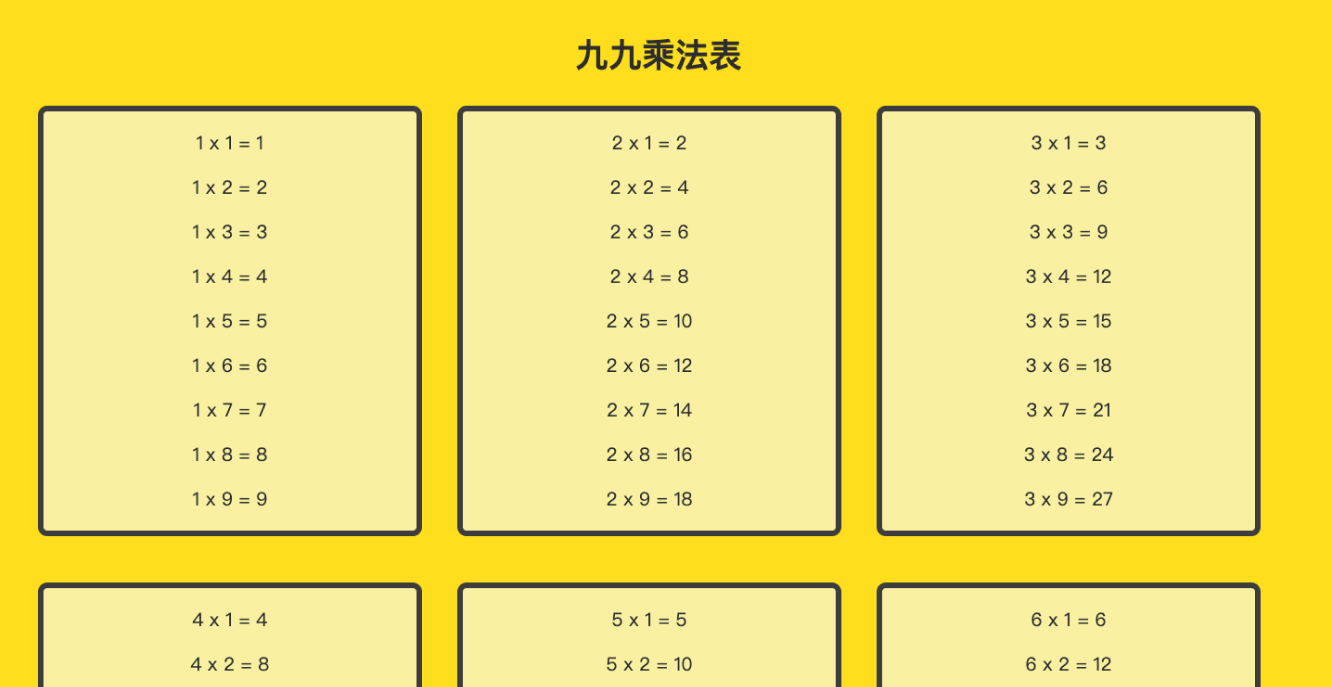 九九乘法表
1 x 1 = 1
1 x 2 = 2
1 x 3 = 3
1 x 4 = 4
1 x 5 = 5
1 x 6 = 6
1 x 7 = 7
1 x 8 = 8
1 x 9 = 9
2 x 1 = 2
2 x 2 = 4
2 x 3 = 6
2 x 4 = 8
2 x 5 = 10
2 x 6 = 12
2 x 7 = 14
2 x 8 = 16
2 x 9 = 18
3 x 1 = 3
3 x 2 = 6
3 x 3 = 9
3 x 4 = 12
3 x 5 = 15
3 x 6 = 18
3 x 7 = 21
3 x 8 = 24
3 x 9 = 27
4 x 1 = 4
4 x 2 = 8
5 x 1 = 5
5 x 2 = 10
6 x 1 = 6
6 x 2 = 12